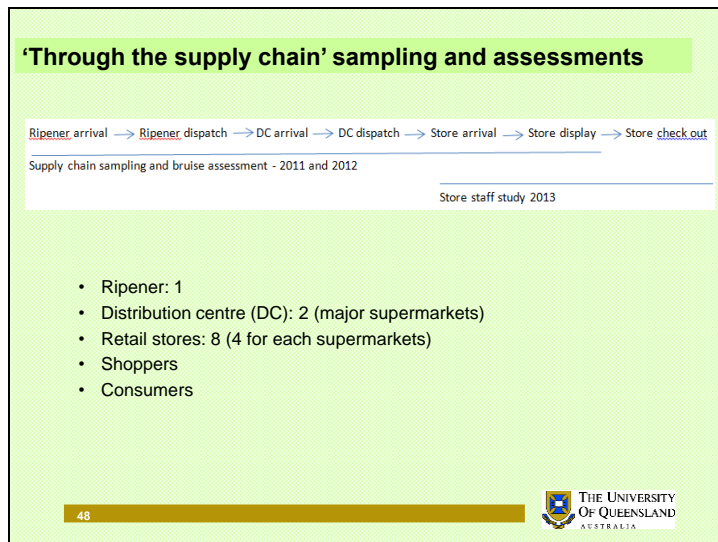 ‘Through the supply chain’ sampling and assessments
Ripener arrival → Ripener dispatch → DC arrival → DC dispatch → Store arrival → Store display → Store check out
Supply chain sampling and bruise assessment - 2011 and 2012
Store staff study 2013
• Ripener: 1
• Distribution centre (DC): 2 (major supermarkets)
• Retail stores: 8 (4 for each supermarkets)
• Shoppers
• Consumers
48
THE UNIVERSITY
OF QUEENSLAND
AUSTRALIA